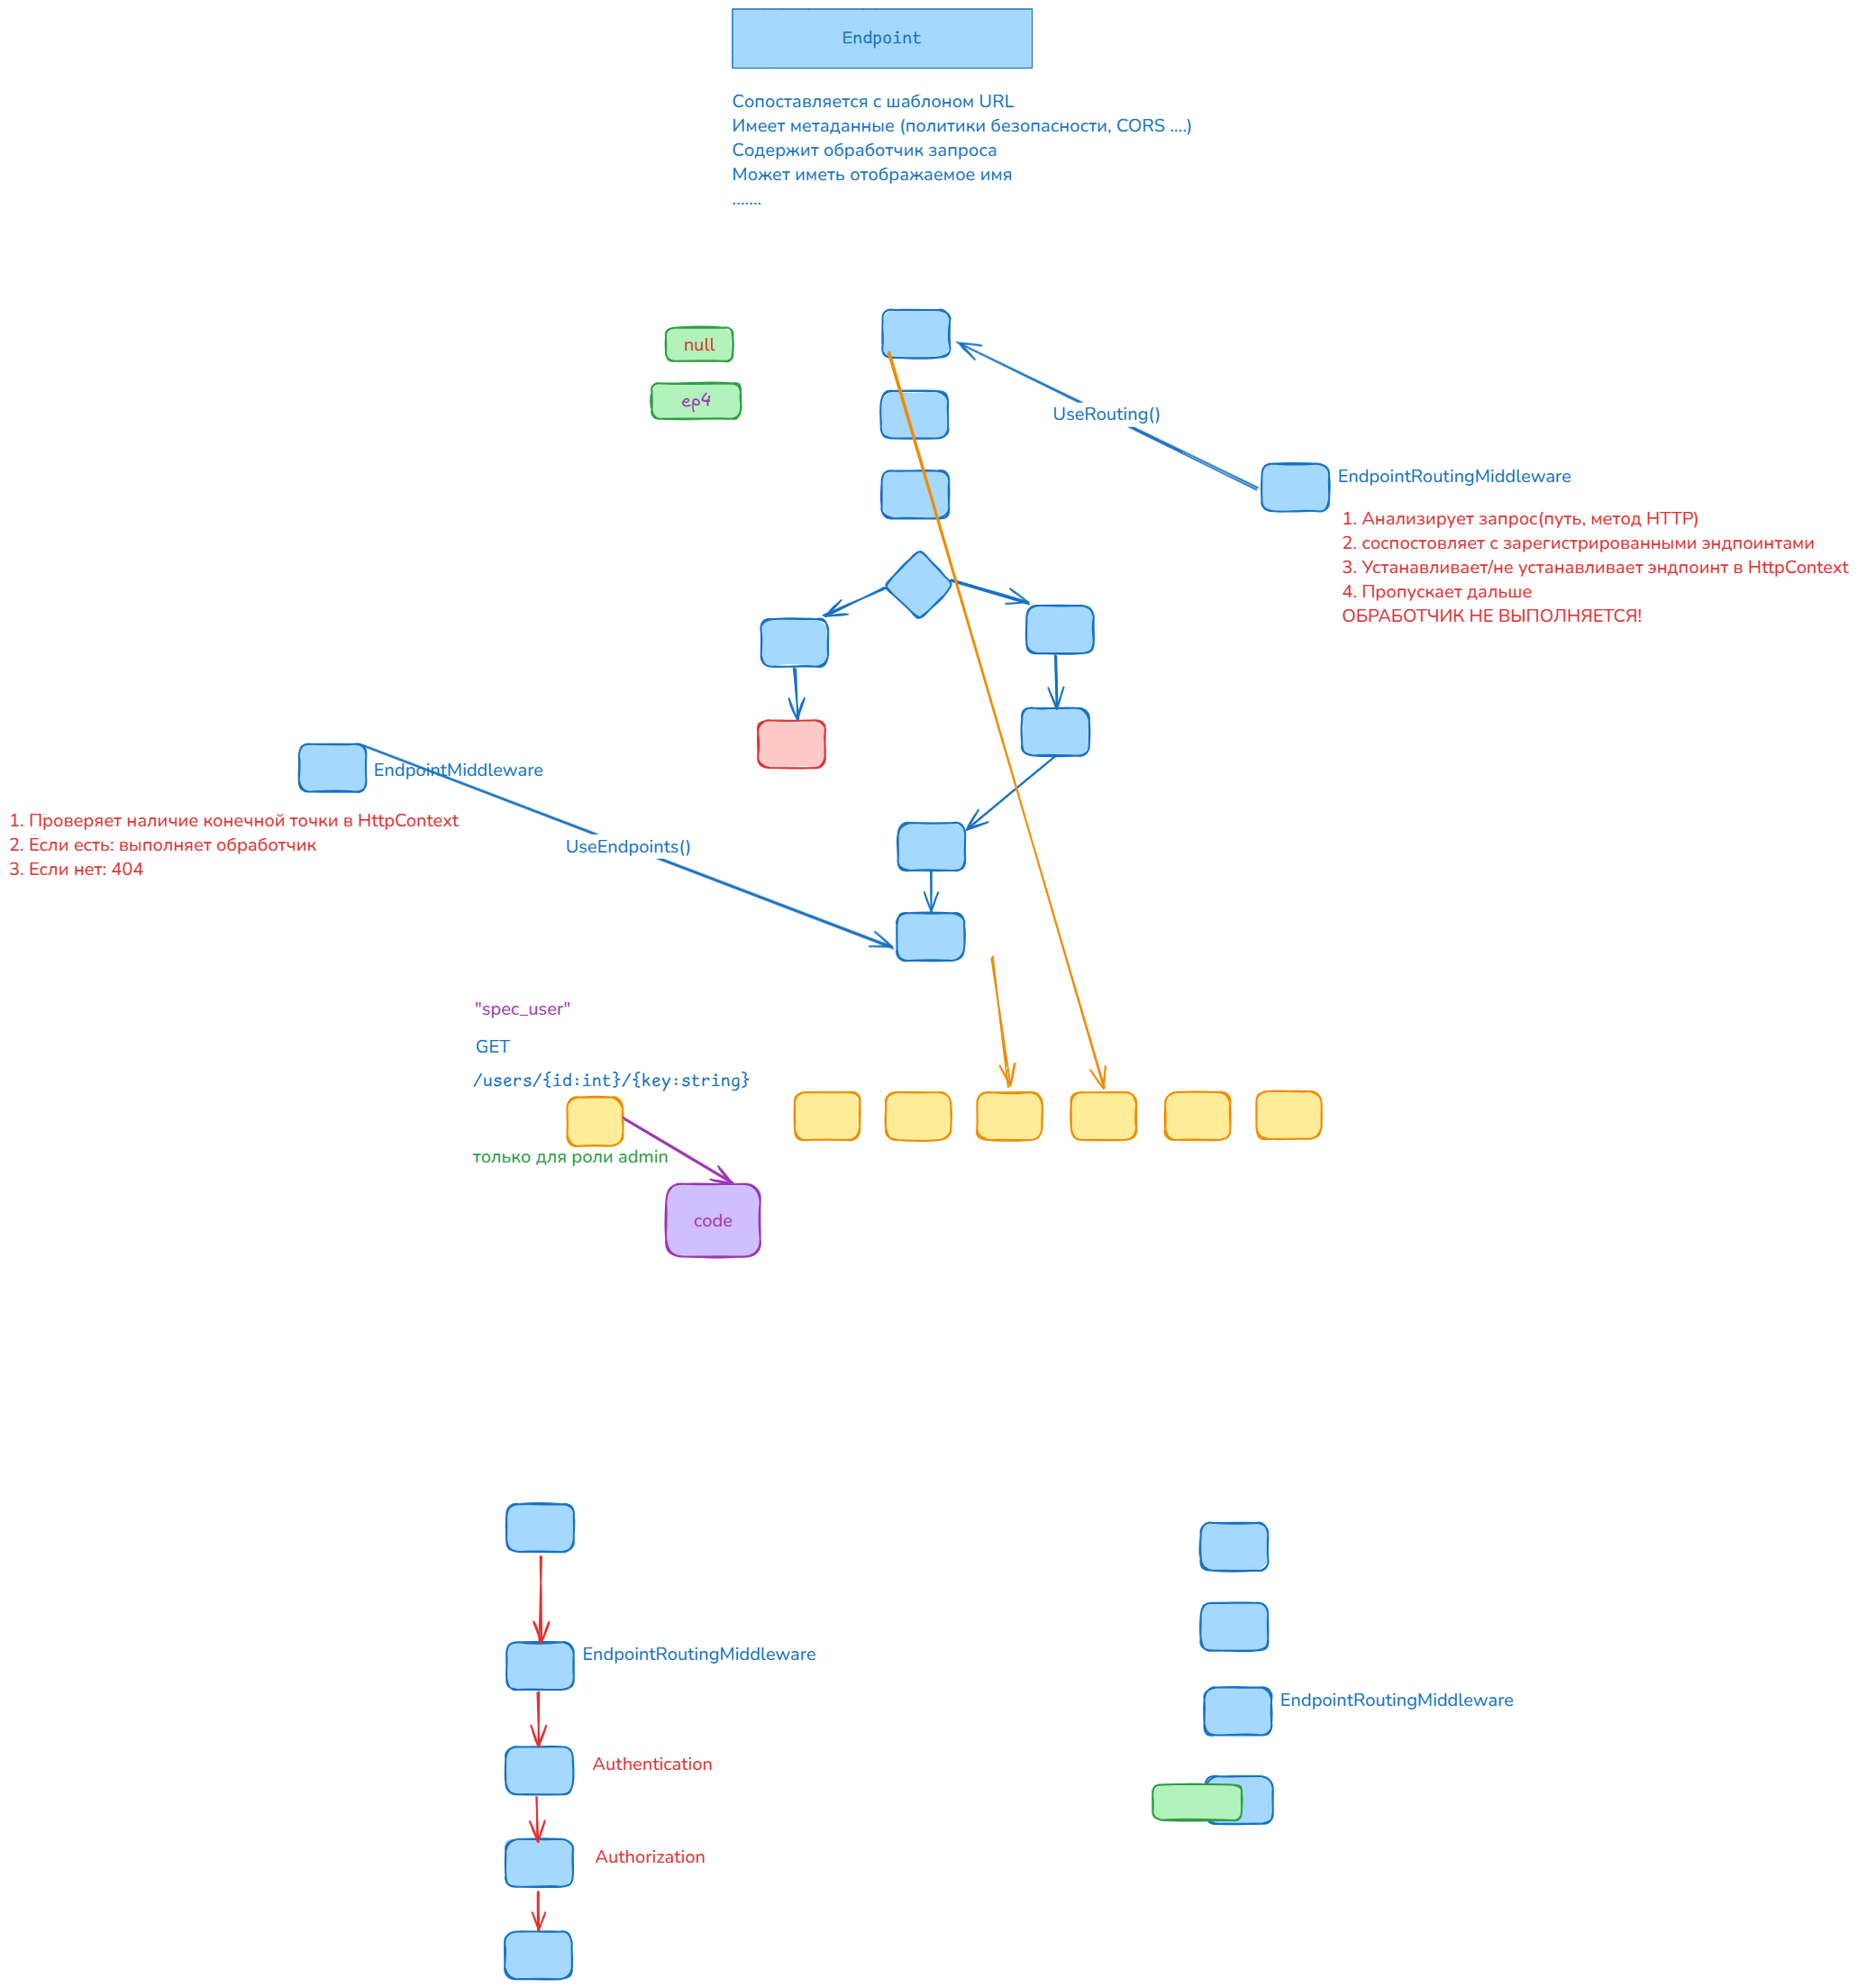 Endpoint
Сопоставляется с шаблоном URL
Имеет метаданные (политики безопасности, CORS ....)
Содержит обработчик запроса
Может иметь отображаемое имя
.......
null
ep4
UseRouting()
EndpointRoutingMiddleware
1. Анализирует запрос(путь, метод HTTP)
2. соспостовляет с зарегистрированными эндпоинтами
3. Устанавливает/не устанавливает эндпоинт в HttpContext
4. Пропускает дальше
ОБРАБОТЧИК НЕ ВЫПОЛНЯЕТСЯ!
EndpointMiddleware
1. Проверяет наличие конечной точки в HttpContext
2. Если есть: выполняет обработчик
3. Если нет: 404
UseEndpoints()
"spec_user"
GET
/users/{id:int}/{key:string}
только для роли admin
code
EndpointRoutingMiddleware
Authentication
Authorization
EndpointRoutingMiddleware